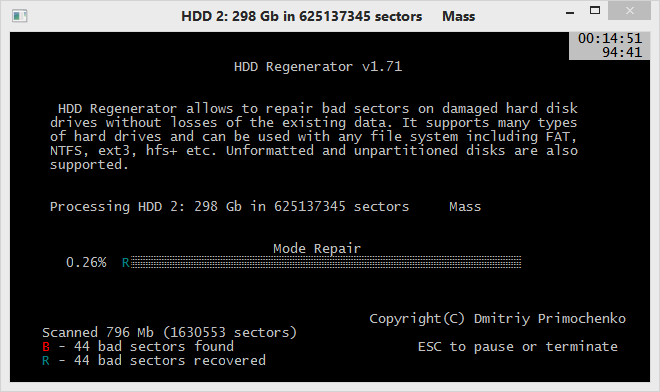 HDD 2: 298 Gb in 625137345 sectors Mass
00:14:51
94:41
HDD Regenerator v1.71
HDD Regenerator allows to repair bad sectors on damaged hard disk
drives without losses of the existing data. It supports many types
of hard drives and can be used with any file system including FAT,
NTFS, ext3, hfs+ etc. Unformatted and unpartitioned disks are also
supported.
Processing HDD 2: 298 Gb in 625137345 sectors Mass
Mode Repair
0.26% R
Copyright(C) Dmitriy Primochenko
Scanned 796 Mb (1630553 sectors)
B - 44 bad sectors found
ESC to pause or terminate
R - 44 bad sectors recovered